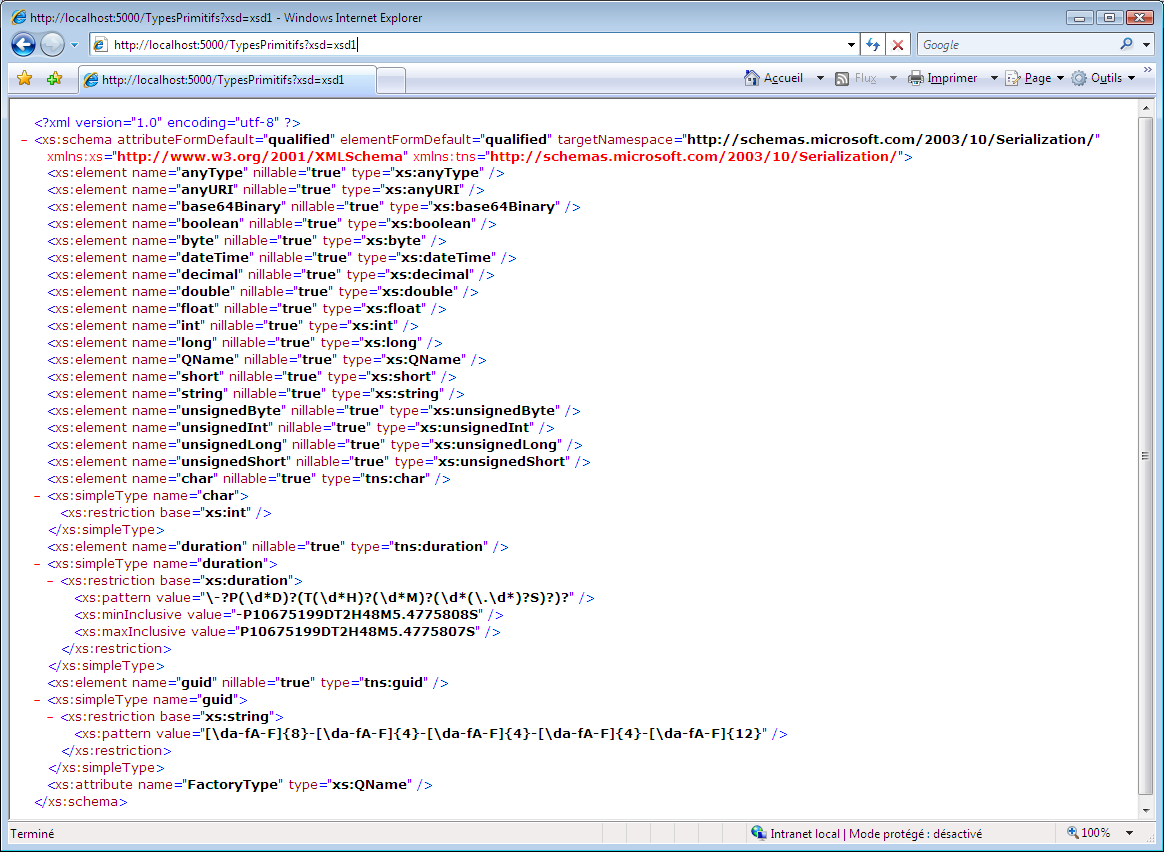 http://localhost:5000/TypesPrimitifs?xsd=xsd1 - Windows Internet Explorer
http://localhost:5000/TypesPrimitifs?xsd=xsd1
Google
http://localhost:5000/TypesPrimitifs?xsd=xsd1
Accueil Flux Imprimer Page Outils »
<?xml version="1.0" encoding="utf-8" ?>
- <xs:schema attributeFormDefault="qualified" elementFormDefault="qualified" targetNamespace="http://schemas.microsoft.com/2003/10/Serialization/"
xmlns:xs="http://www.w3.org/2001/XMLSchema" xmlns:tns="http://schemas.microsoft.com/2003/10/Serialization/">
<xs:element name="anyType" nillable="true" type="xs:anyType" />
<xs:element name="anyURI" nillable="true" type="xs:anyURI" />
<xs:element name="base64Binary" nillable="true" type="xs:base64Binary" />
<xs:element name="boolean" nillable="true" type="xs:boolean" />
<xs:element name="byte" nillable="true" type="xs:byte" />
<xs:element name="dateTime" nillable="true" type="xs:dateTime" />
<xs:element name="decimal" nillable="true" type="xs:decimal" />
<xs:element name="double" nillable="true" type="xs:double" />
<xs:element name="float" nillable="true" type="xs:float" />
<xs:element name="int" nillable="true" type="xs:int" />
<xs:element name="long" nillable="true" type="xs:long" />
<xs:element name="QName" nillable="true" type="xs:QName" />
<xs:element name="short" nillable="true" type="xs:short" />
<xs:element name="string" nillable="true" type="xs:string" />
<xs:element name="unsignedByte" nillable="true" type="xs:unsignedByte" />
<xs:element name="unsignedInt" nillable="true" type="xs:unsignedInt" />
<xs:element name="unsignedLong" nillable="true" type="xs:unsignedLong" />
<xs:element name="unsignedShort" nillable="true" type="xs:unsignedShort" />
<xs:element name="char" nillable="true" type="tns:char" />
- <xs:simpleType name="char">
<xs:restriction base="xs:int" />
</xs:simpleType>
<xs:element name="duration" nillable="true" type="tns:duration" />
- <xs:simpleType name="duration">
- <xs:restriction base="xs:duration">
<xs:pattern value="\-?P(\d*D)?(T(\d*H)?(\d*M)?(\d*(\.\d*)?S)?)?" />
<xs:minInclusive value="-P10675199DT2H48M5.4775808S" />
<xs:maxInclusive value="P10675199DT2H48M5.4775807S" />
</xs:restriction>
</xs:simpleType>
<xs:element name="guid" nillable="true" type="tns:guid" />
- <xs:simpleType name="guid">
- <xs:restriction base="xs:string">
<xs:pattern value="[\da-fA-F]{8}-[\da-fA-F]{4}-[\da-fA-F]{4}-[\da-fA-F]{4}-[\da-fA-F]{12}" />
</xs:restriction>
</xs:simpleType>
<xs:attribute name="FactoryType" type="xs:QName" />
</xs:schema>
Terminé
Intranet local | Mode protégé : désactivé
100%